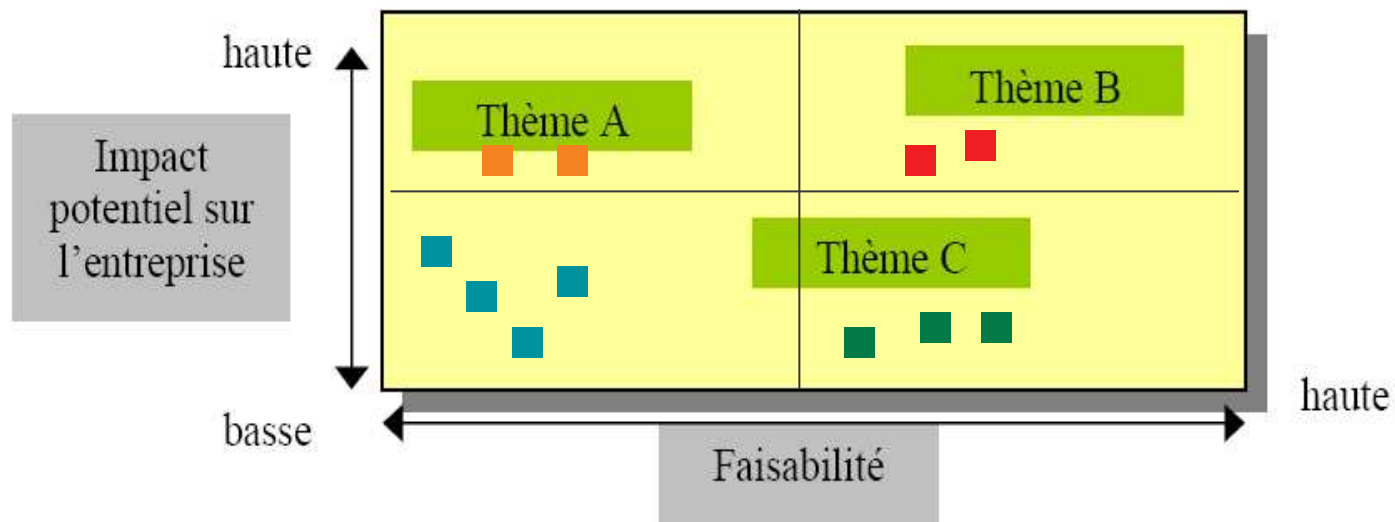 haute
Thème A
Thème B
Impact
potentiel sur
l'entreprise
Thème C
basse
haute
Faisabilité